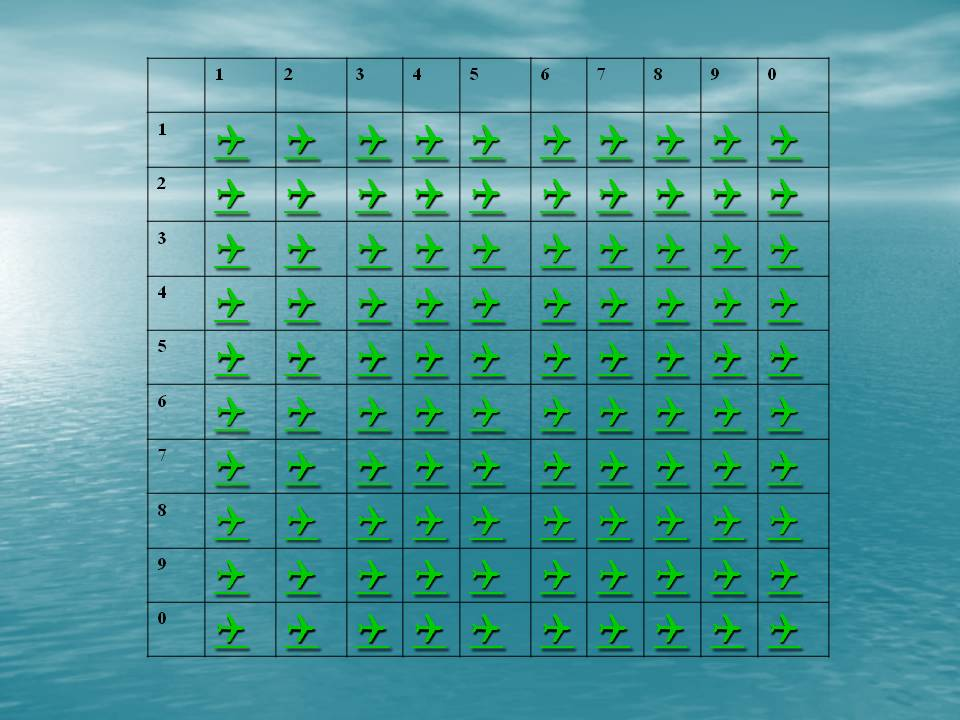 1 2 3 4 5 6 7 8 9 0
1 ✈ ✈ ✈ ✈ ✈ ✈ ✈ ✈ ✈ ✈
2 ✈ ✈ ✈ ✈ ✈ ✈ ✈ ✈ ✈ ✈
3 ✈ ✈ ✈ ✈ ✈ ✈ ✈ ✈ ✈ ✈
4 ✈ ✈ ✈ ✈ ✈ ✈ ✈ ✈ ✈ ✈
5 ✈ ✈ ✈ ✈ ✈ ✈ ✈ ✈ ✈ ✈
6 ✈ ✈ ✈ ✈ ✈ ✈ ✈ ✈ ✈ ✈
7 ✈ ✈ ✈ ✈ ✈ ✈ ✈ ✈ ✈ ✈
8 ✈ ✈ ✈ ✈ ✈ ✈ ✈ ✈ ✈ ✈
9 ✈ ✈ ✈ ✈ ✈ ✈ ✈ ✈ ✈ ✈
0 ✈ ✈ ✈ ✈ ✈ ✈ ✈ ✈ ✈ ✈